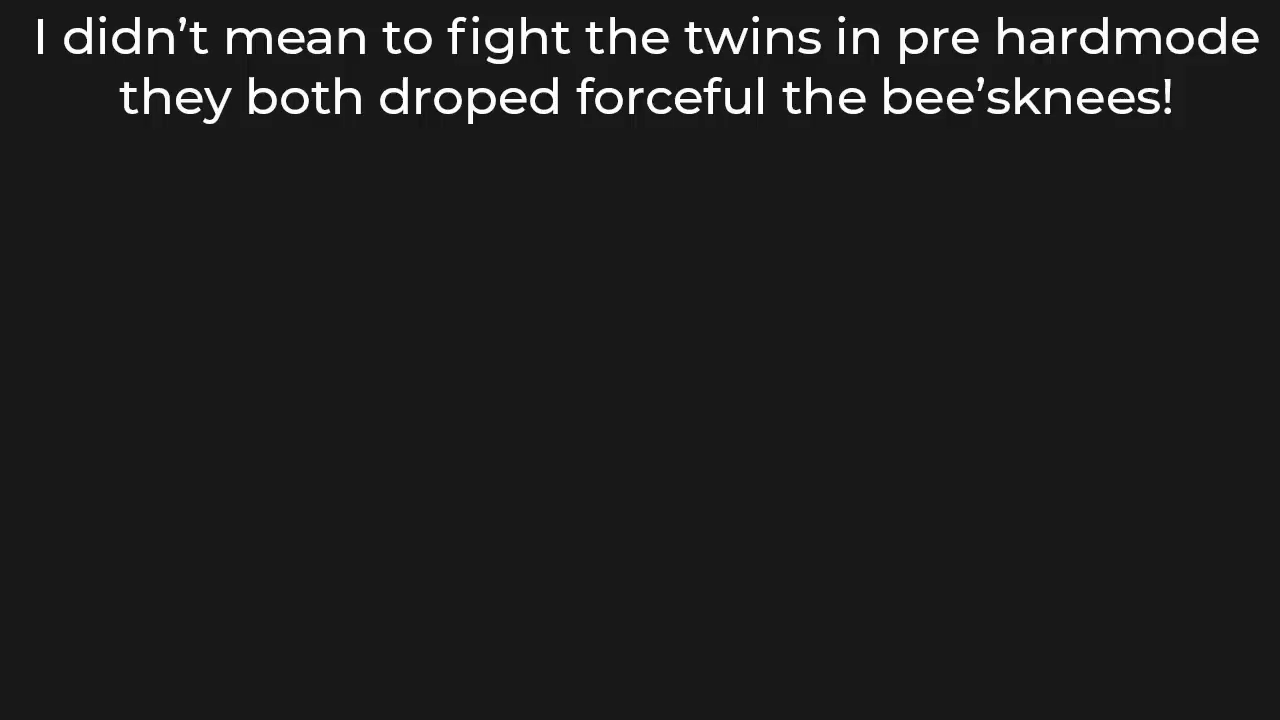 I didn’t mean to fight the twins in pre hardmode
they both droped forceful the bee’sknees!